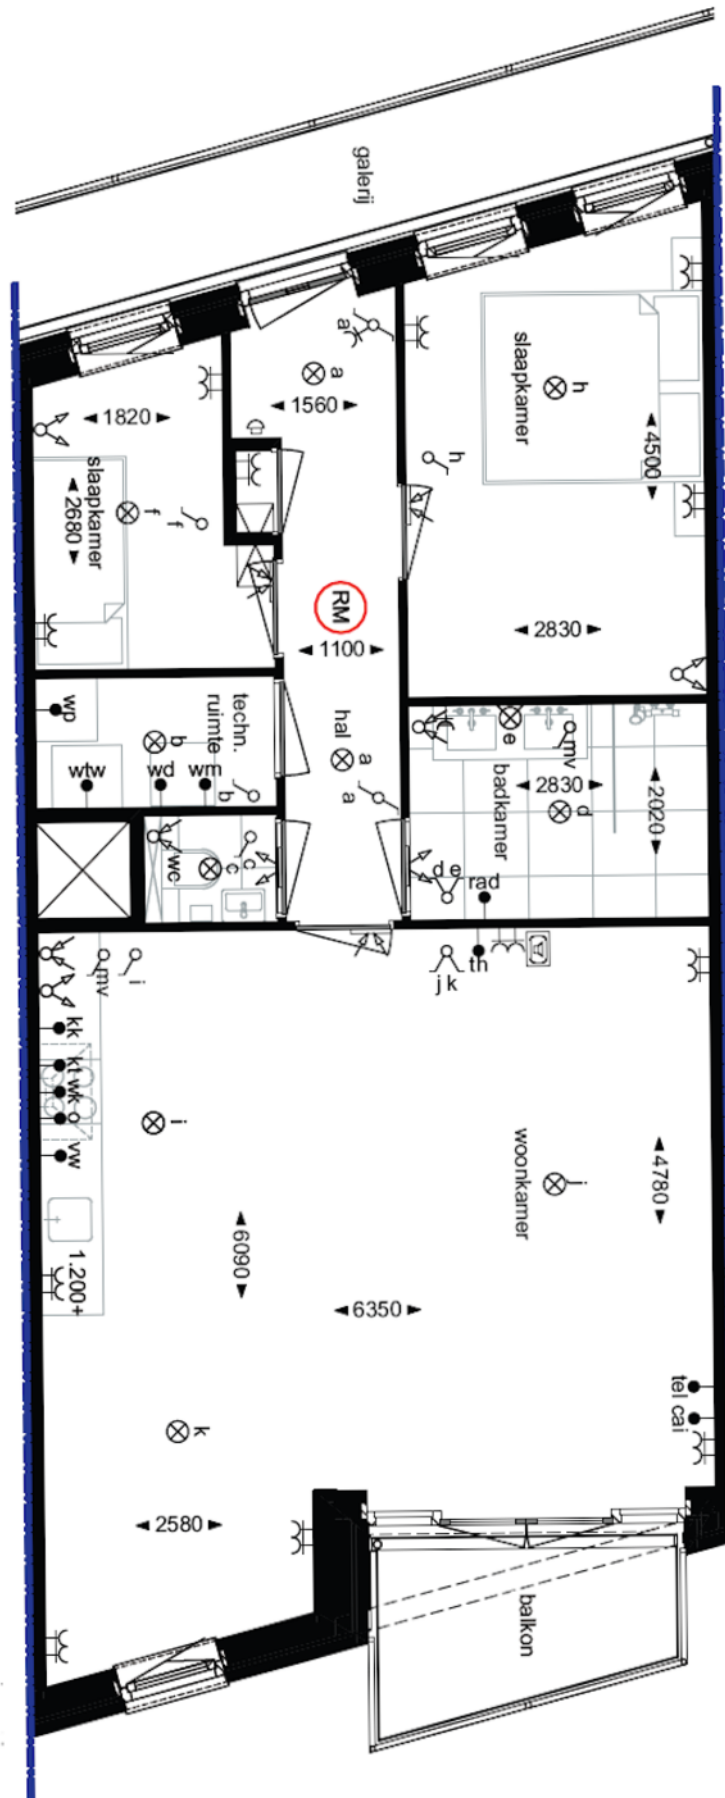 galerij
a
a
1560
slaapkamer
h
4500
h
2830
1820
slaapkamer
2680
f
f
RM
1100
hal
a
a
techn.
ruimte
wp
b
wtw
wd
wm
b
wc
c
c
e
mv
badkamer
2830
d
2020
d e
rad
mv
i
j k
th
kk
kt
wk
o
vw
1.200+
i
woonkamer
j
4780
6090
6350
tel
cai
k
2580
balkon